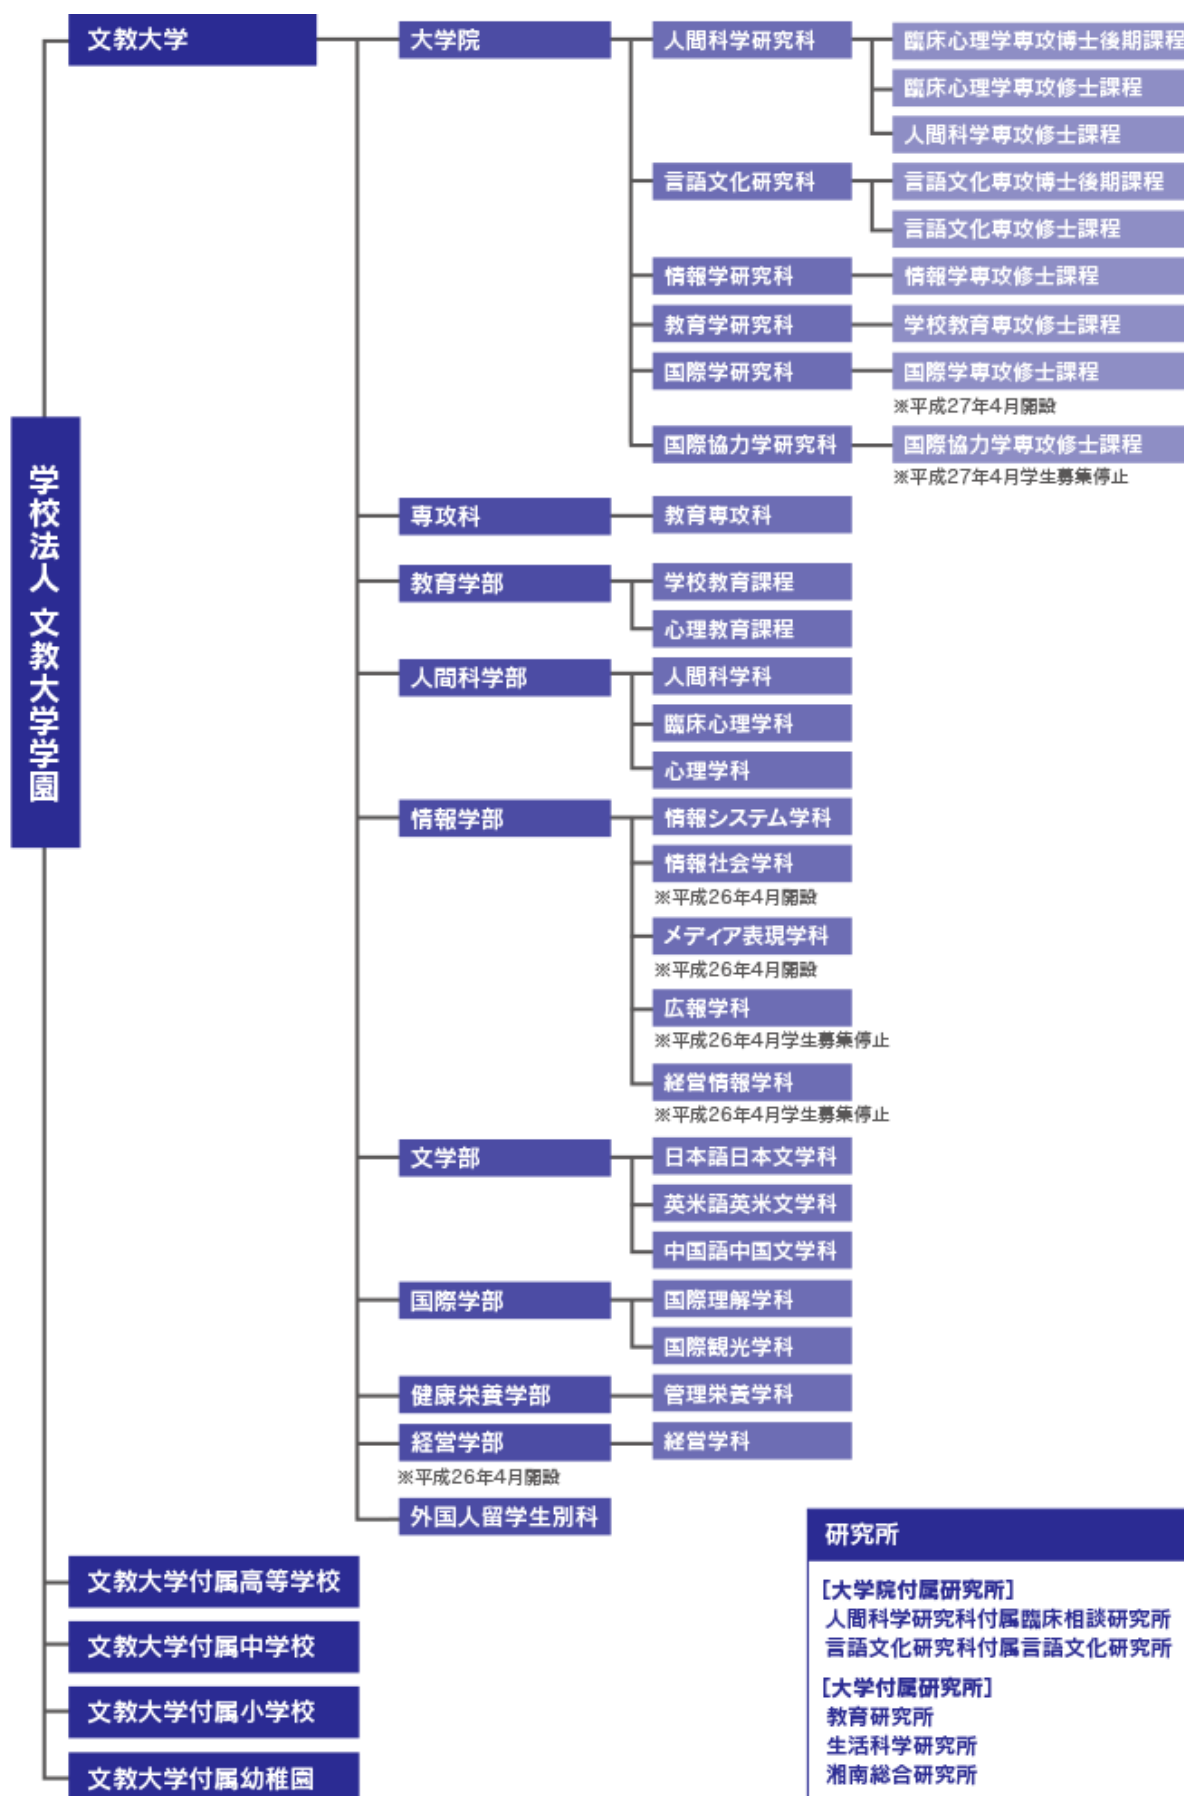 学校法人 文教大学学園
文教大学
大学院
人間科学研究科
臨床心理学専攻博士後期課程
臨床心理学専攻修士課程
人間科学専攻修士課程
言語文化研究科
言語文化専攻博士後期課程
言語文化専攻修士課程
情報学研究科
情報学専攻修士課程
教育学研究科
学校教育専攻修士課程
国際学研究科
国際学専攻修士課程
※平成27年4月開設
国際協力学研究科
国際協力学専攻修士課程
※平成27年4月学生募集停止
専攻科
教育専攻科
教育学部
学校教育課程
心理教育課程
人間科学部
人間科学科
臨床心理学科
心理学科
情報学部
情報システム学科
情報社会学科
※平成26年4月開設
メディア表現学科
※平成26年4月開設
広報学科
※平成26年4月学生募集停止
経営情報学科
※平成26年4月学生募集停止
文学部
日本語日本文学科
英米語英米文学科
中国語中国文学科
国際学部
国際理解学科
国際観光学科
健康栄養学部
管理栄養学科
経営学部
経営学科
※平成26年4月開設
外国人留学生別科
文教大学付属高等学校
文教大学付属中学校
文教大学付属小学校
文教大学付属幼稚園
研究所
[大学院付属研究所]
人間科学研究科付属臨床相談研究所
言語文化研究科付属言語文化研究所
[大学付属研究所]
教育研究所
生活科学研究所
湘南総合研究所